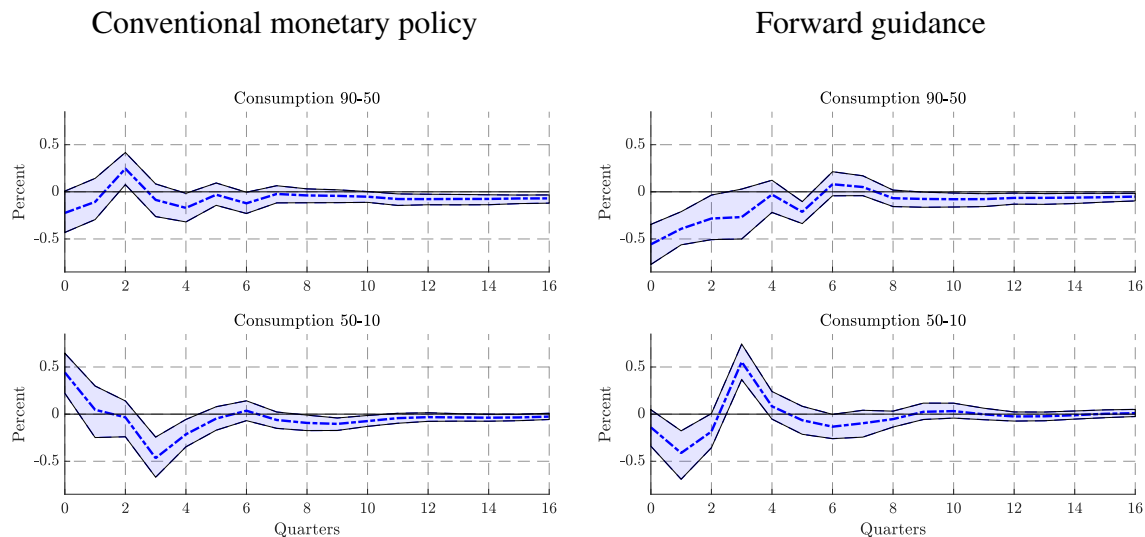 Conventional monetary policy
Forward guidance
Consumption 90-50
Percent
0.5
0
-0.5
0 2 4 6 8 10 12 14 16
Consumption 50-10
Percent
0.5
0
-0.5
0 2 4 6 8 10 12 14 16
Quarters
Consumption 90-50
Percent
0.5
0
-0.5
0 2 4 6 8 10 12 14 16
Consumption 50-10
Percent
0.5
0
-0.5
0 2 4 6 8 10 12 14 16
Quarters